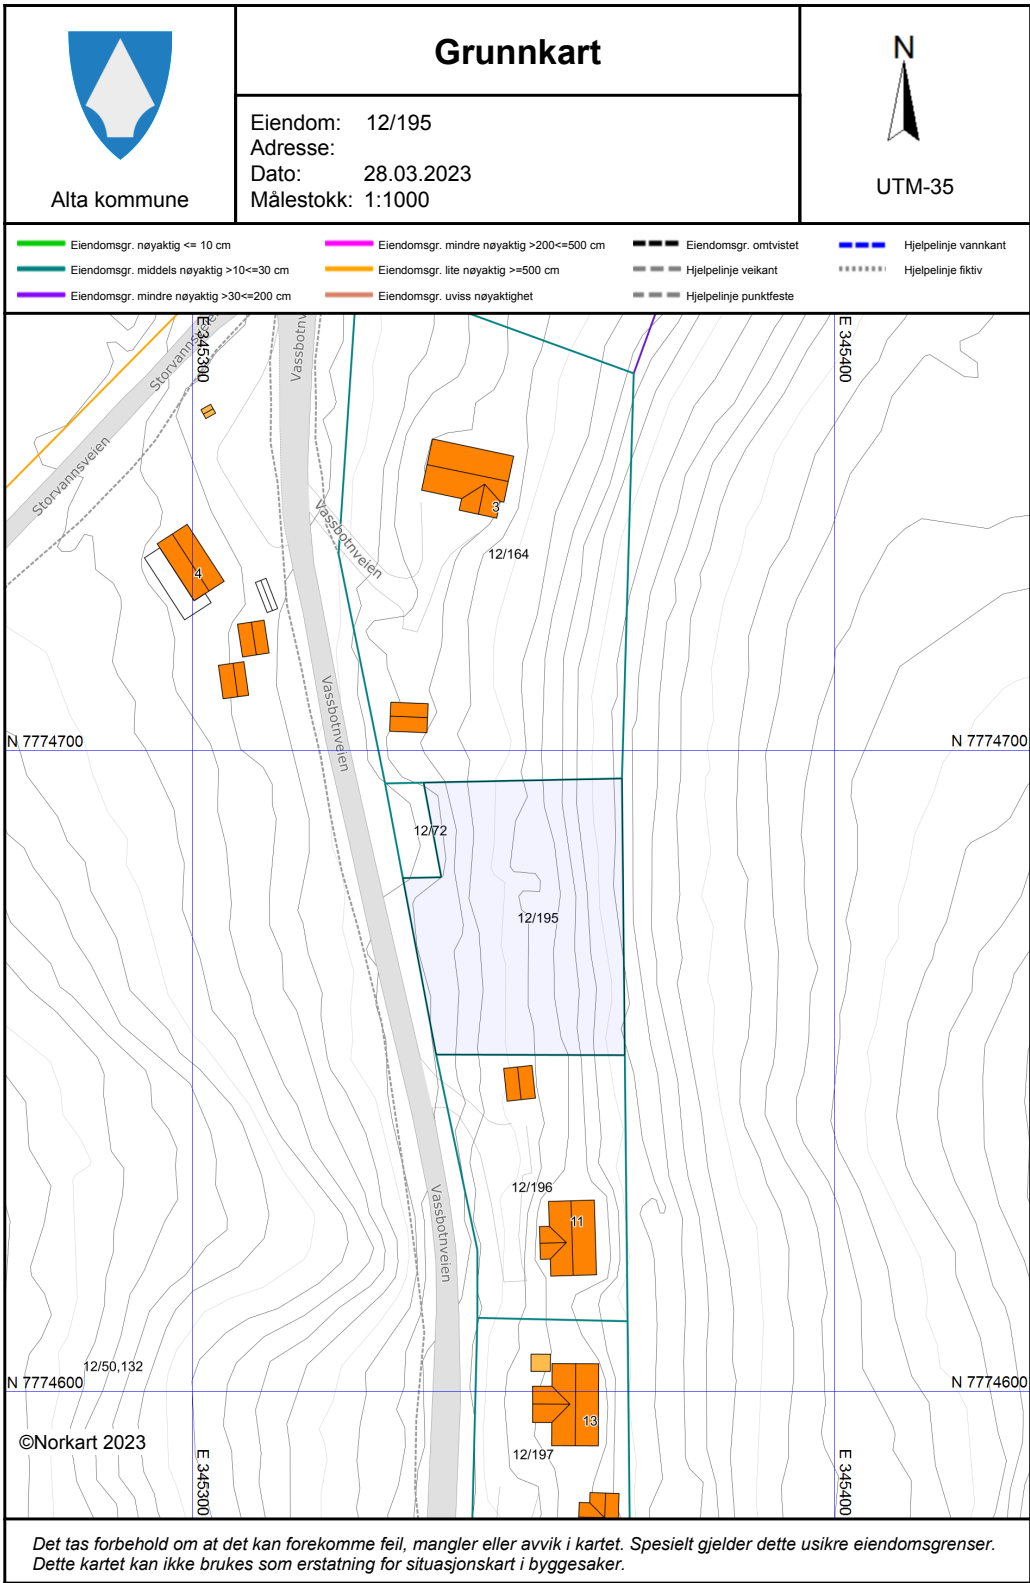 Grunnkart
N
Eiendom: 12/195
Adresse:
Dato: 28.03.2023
Målestokk: 1:1000
Alta kommune
UTM-35
Eiendomsgr. nøyaktig <= 10 cm
Eiendomsgr. mindre nøyaktig >200<=500 cm
Eiendomsgr. omtvistet
Hjelpelinje vannkant
Eiendomsgr. middels nøyaktig >10<=30 cm
Eiendomsgr. lite nøyaktig >=500 cm
Hjelpelinje veikant
Hjelpelinje fiktiv
Eiendomsgr. mindre nøyaktig >30<=200 cm
Eiendomsgr. uviss nøyaktighet
Hjelpelinje punktfeste
Storvannsveien
E 345300
Vassbotnv
E 345400
Storvannsveien
3
Vassbotnveien
12/164
4
Vassbotnveien
N 7774700
N 7774700
12/72
12/195
12/196
Vassbotnveien
11
12/50,132
N 7774600
N 7774600
13
©Norkart 2023
12/197
E 345300
E 345400
Det tas forbehold om at det kan forekomme feil, mangler eller avvik i kartet. Spesielt gjelder dette usikre eiendomsgrenser.
Dette kartet kan ikke brukes som erstatning for situasjonskart i byggesaker.